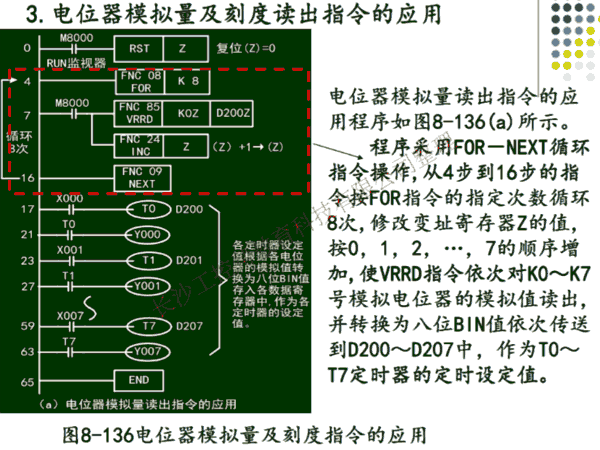 3.电位器模拟量及刻度读出指令的应用
0 M8000 RST Z 复位(Z)=0
RUN监视器
4 FNC 08 FOR K 8
7 M8000 FNC 85 VRRD K0Z D200Z
循环
8次
FNC 24 INC Z (Z) +1→(Z)
16 FNC 09 NEXT
17 X000 T0 D200
21 T0 Y000
23 X001 T1 D201
27 T1 Y001
59 X007 T7 D207
63 T7 Y007
65 END
各定时器设定
值根据各电位
器的模拟值转
换为八位BIN值
存入各数据寄
存器中,作为各
定时器的设定
值。
(a) 电位器模拟量读出指令的应用
电位器模拟量读出指令的应
用程序如图8-136(a)所示。
程序采用FOR—NEXT循环
指令操作,从4步到16步的指
令按FOR指令的指定次数循环
8次,修改变址寄存器Z的值,
按0, 1, 2, …, 7的顺序增
加,使VRRD指令依次对K0～K7
号模拟电位器的模拟值读出,
并转换为八位BIN值依次传送
到D200～D207中, 作为T0～
T7定时器的定时设定值。
图8-136电位器模拟量及刻度指令的应用